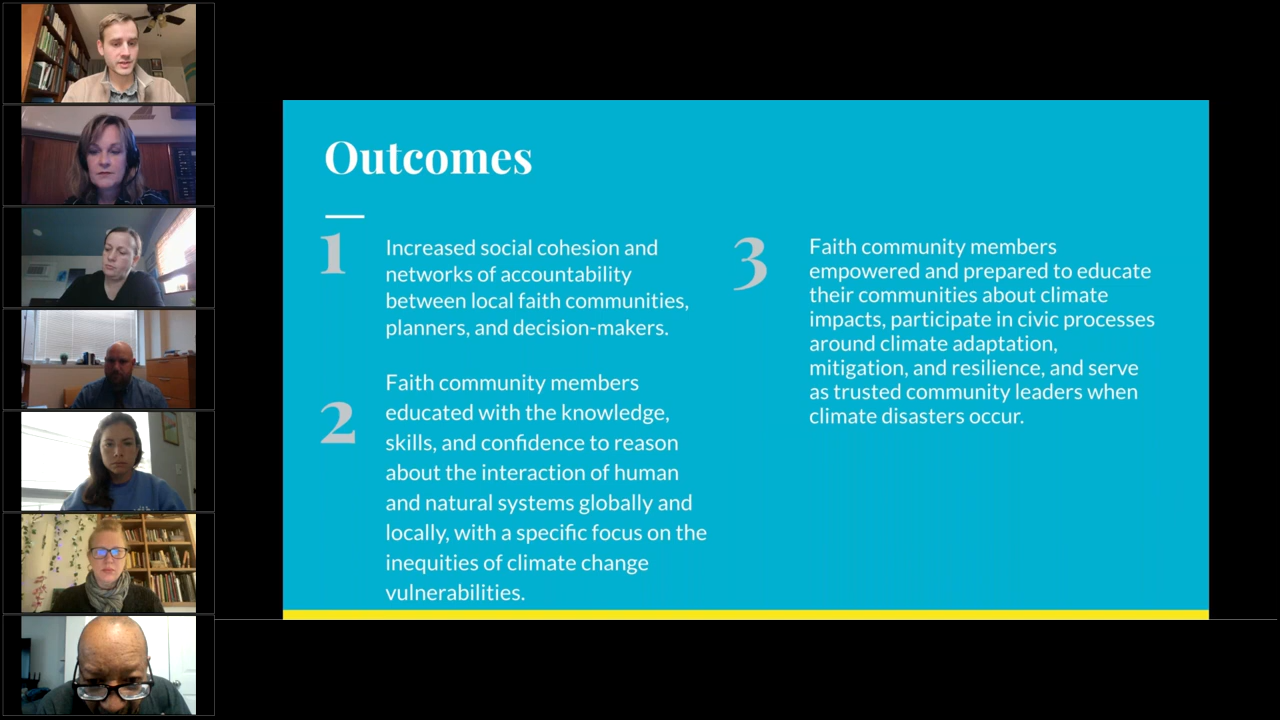 Outcomes
1
Increased social cohesion and
networks of accountability
between local faith communities,
planners, and decision-makers.
2
Faith community members
educated with the knowledge,
skills, and confidence to reason
about the interaction of human
and natural systems globally and
locally, with a specific focus on the
inequities of climate change
vulnerabilities.
3
Faith community members
empowered and prepared to educate
their communities about climate
impacts, participate in civic processes
around climate adaptation,
mitigation, and resilience, and serve
as trusted community leaders when
climate disasters occur.